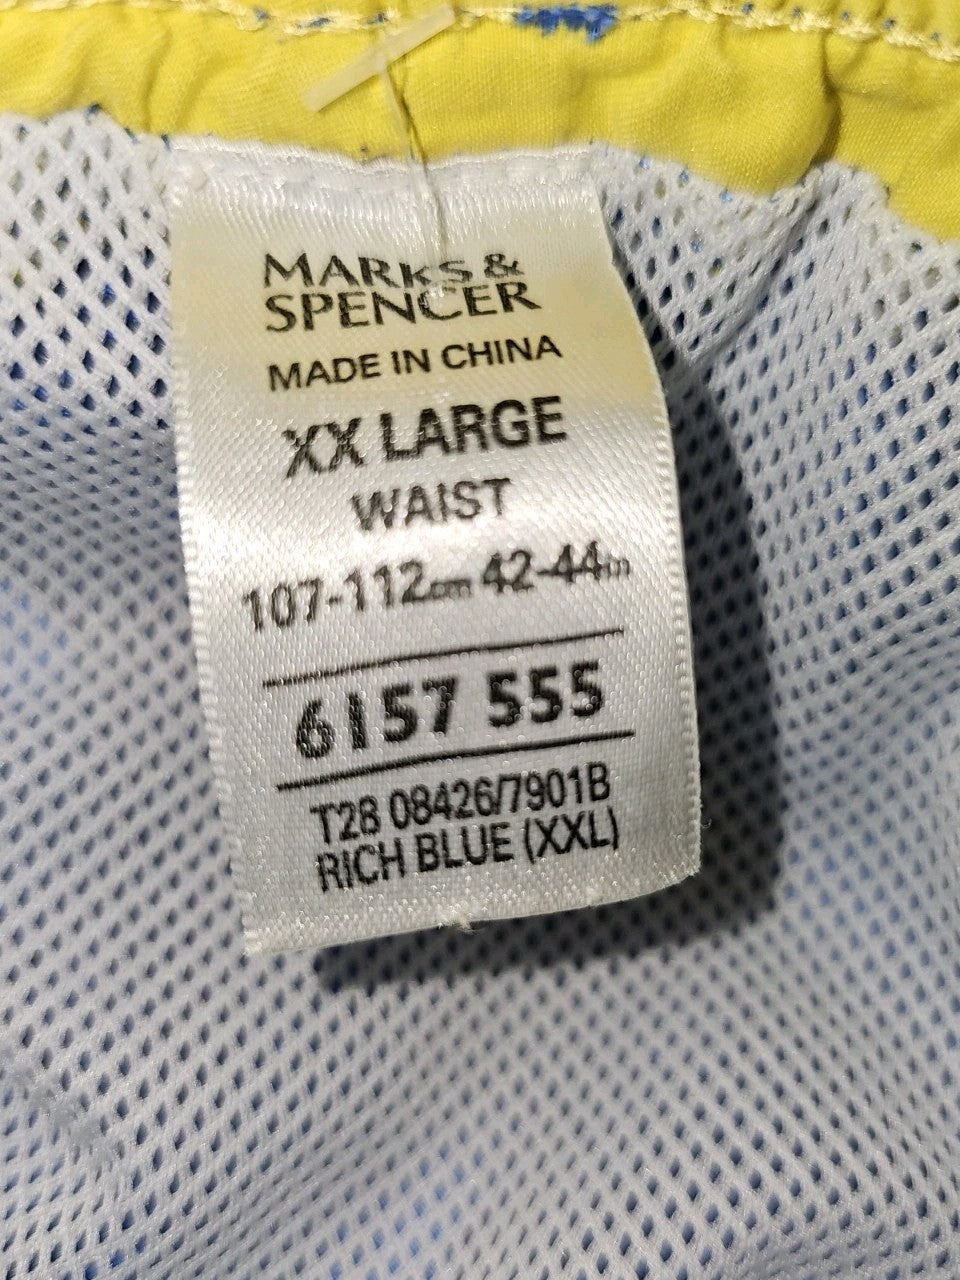 MARKS &
SPENCER
MADE IN CHINA
XX LARGE
WAIST
107-112cm 42-44in
6157 555
T28 08426/7901B
RICH BLUE (XXL)